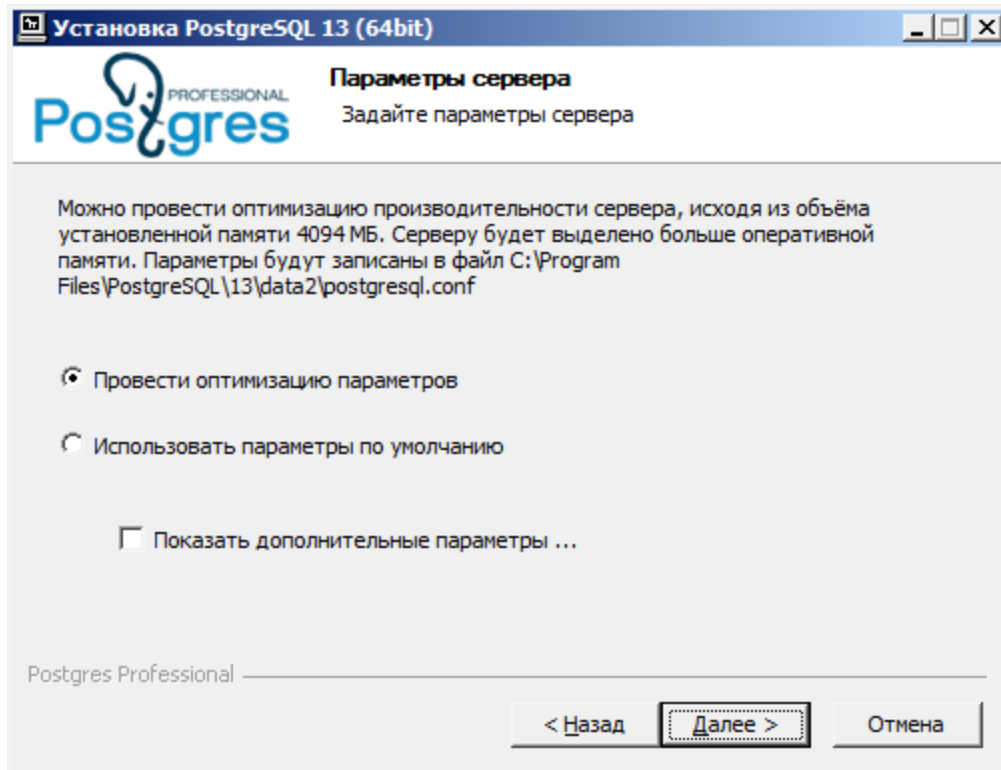 Установка PostgreSQL 13 (64bit)
PROFESSIONAL
Postgres
Параметры сервера
Задайте параметры сервера
Можно провести оптимизацию производительности сервера, исходя из объёма
установленной памяти 4094 МБ. Серверу будет выделено больше оперативной
памяти. Параметры будут записаны в файл C:\Program
Files\PostgreSQL\13\data2\postgresql.conf
Провести оптимизацию параметров
Использовать параметры по умолчанию
Показать дополнительные параметры ...
Postgres Professional
< Назад Далее > Отмена